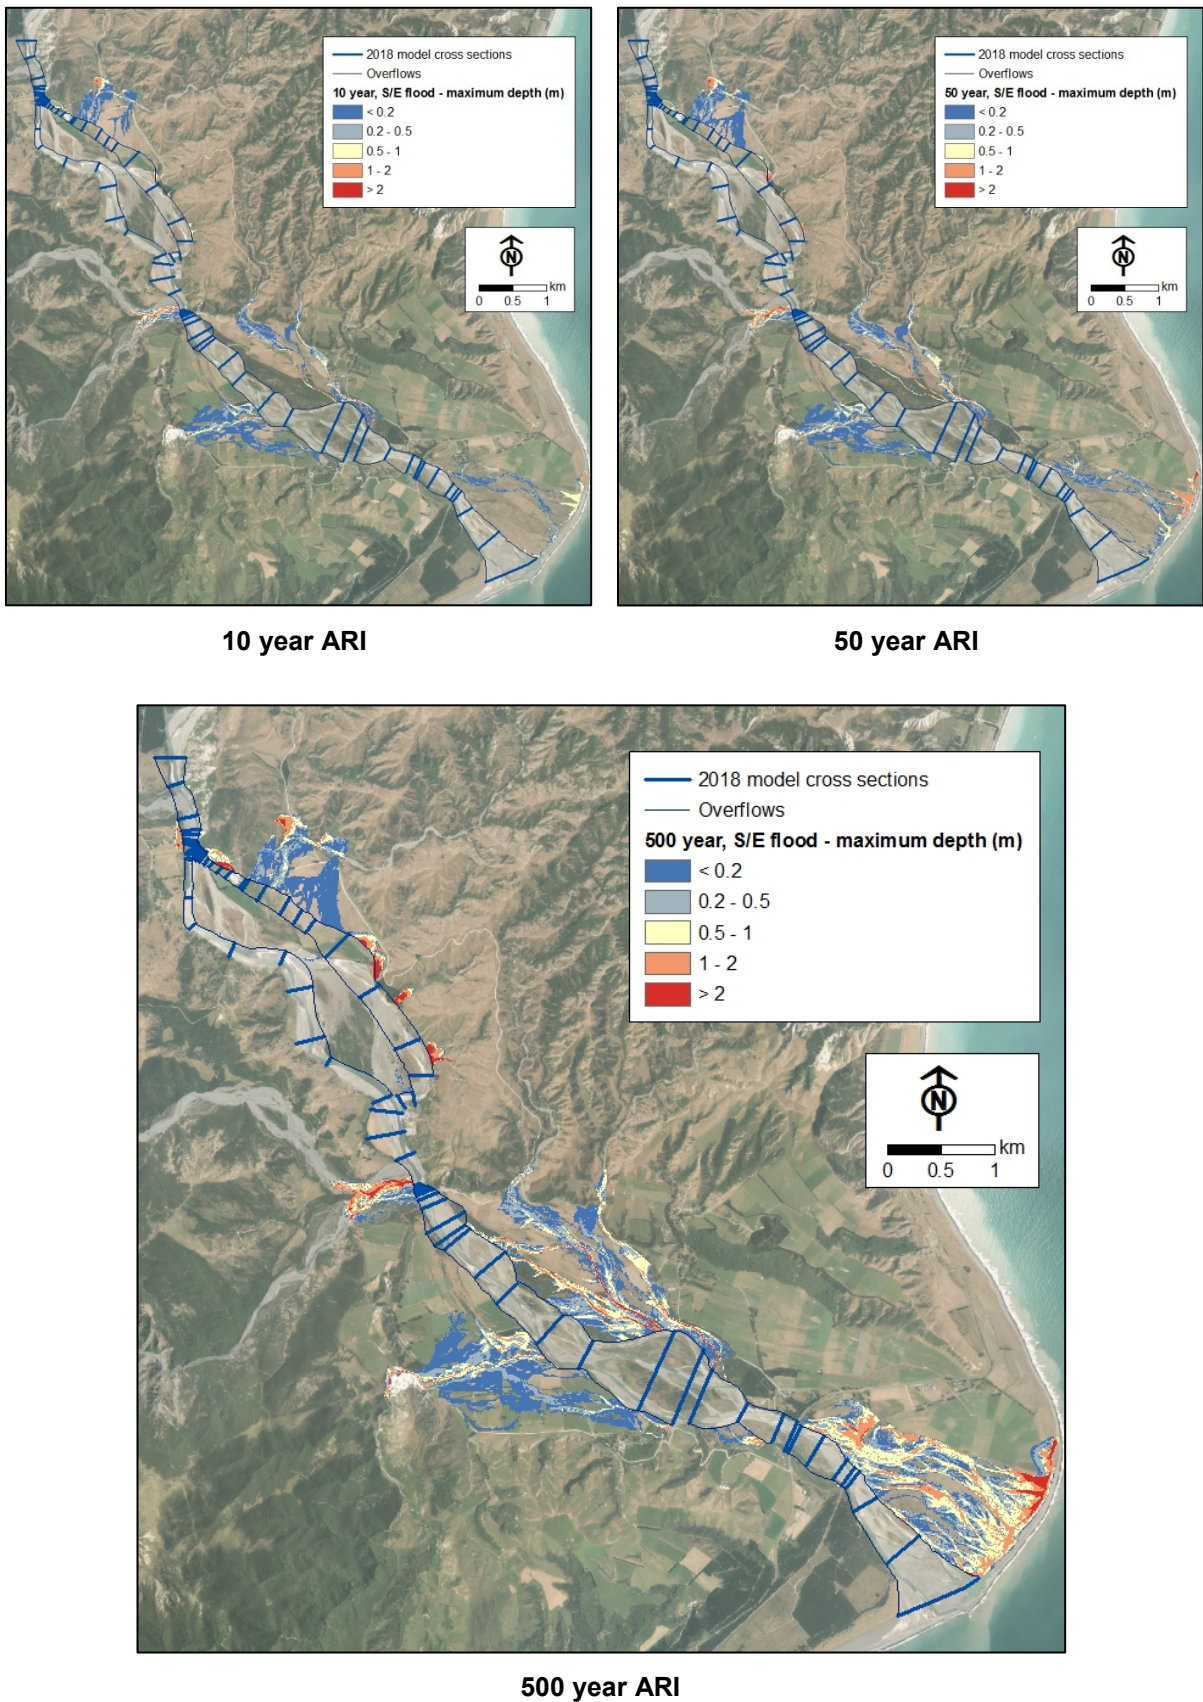 2018 model cross sections
Overflows
10 year, S/E flood - maximum depth (m)
< 0.2
0.2 - 0.5
0.5 - 1
1 - 2
> 2
N
km
0 0.5 1
10 year ARI
2018 model cross sections
Overflows
50 year, S/E flood - maximum depth (m)
< 0.2
0.2 - 0.5
0.5 - 1
1 - 2
> 2
N
km
0 0.5 1
50 year ARI
2018 model cross sections
Overflows
500 year, S/E flood - maximum depth (m)
< 0.2
0.2 - 0.5
0.5 - 1
1 - 2
> 2
N
km
0 0.5 1
500 year ARI